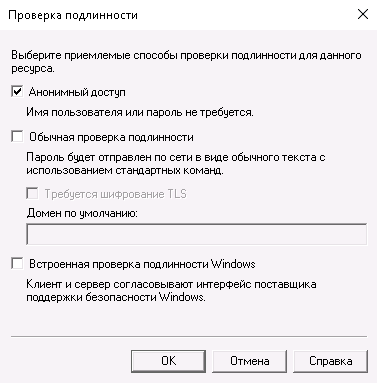 Проверка подлинности
Выберите приемлемые способы проверки подлинности для данного
ресурса.
Анонимный доступ
Имя пользователя или пароль не требуется.
Обычная проверка подлинности
Пароль будет отправлен по сети в виде обычного текста с
использованием стандартных команд.
Требуется шифрование TLS
Домен по умолчанию:
Встроенная проверка подлинности Windows
Клиент и сервер согласовывают интерфейс поставщика
поддержки безопасности Windows.
OK Отмена Справка